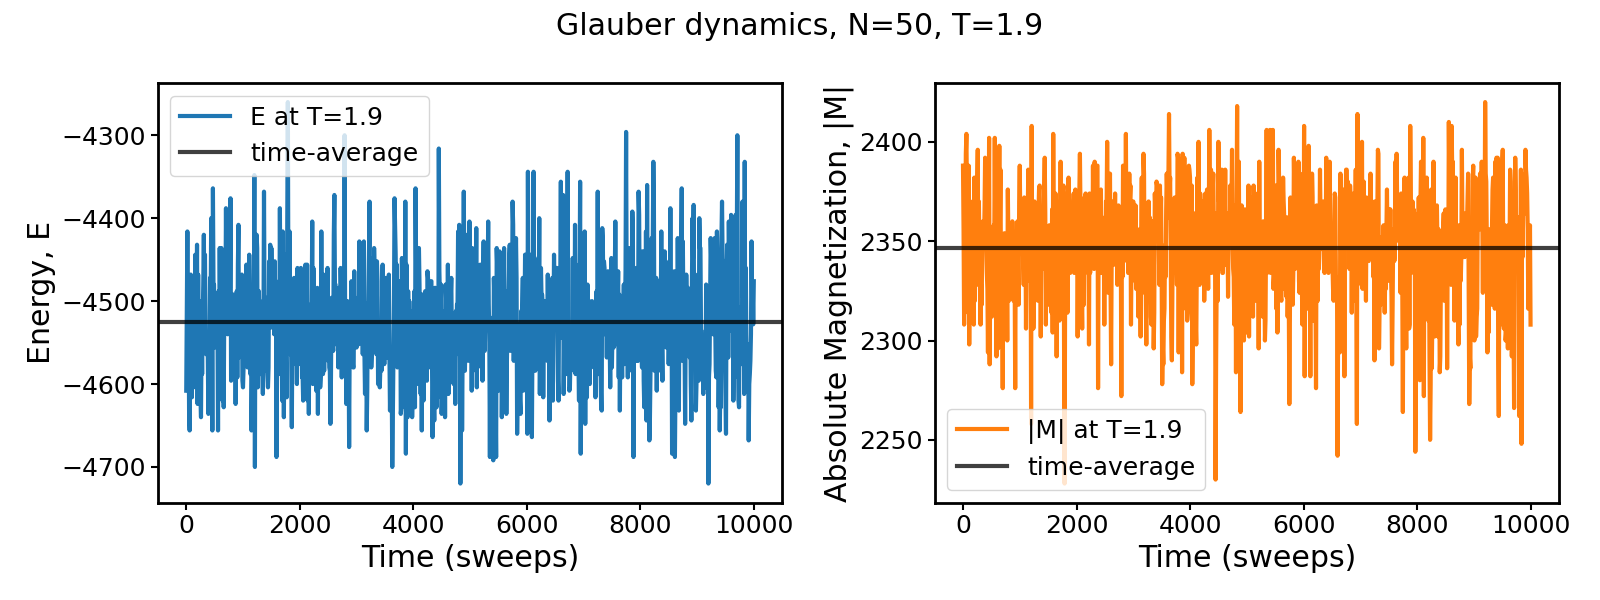 Glauber dynamics, N=50, T=1.9
Energy, E
−4300
−4400
−4500
−4600
−4700
E at T=1.9
time-average
0 2000 4000 6000 8000 10000
Time (sweeps)
Absolute Magnetization, |M|
2400
2350
2300
2250
|M| at T=1.9
time-average
0 2000 4000 6000 8000 10000
Time (sweeps)